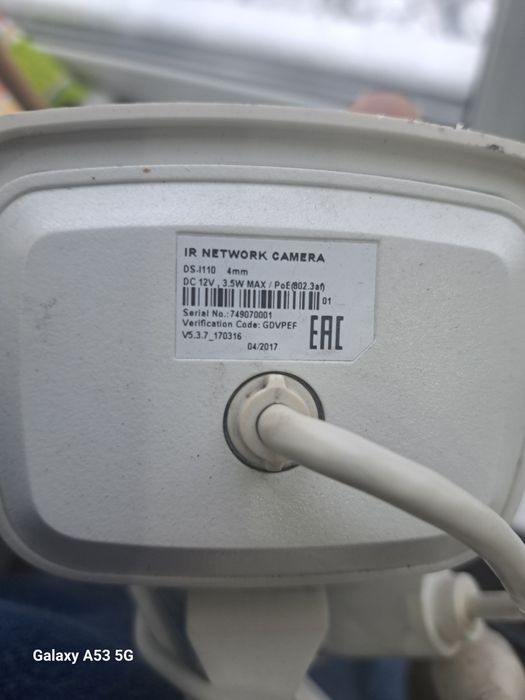 IR NETWORK CAMERA
DS-I110 4mm
DC 12V , 3.5W MAX / PoE(802.3af)
01
Serial No.:749070001
Verification Code: GDVPEF
V5.3.7_170316
04/2017
EAC
Galaxy A53 5G